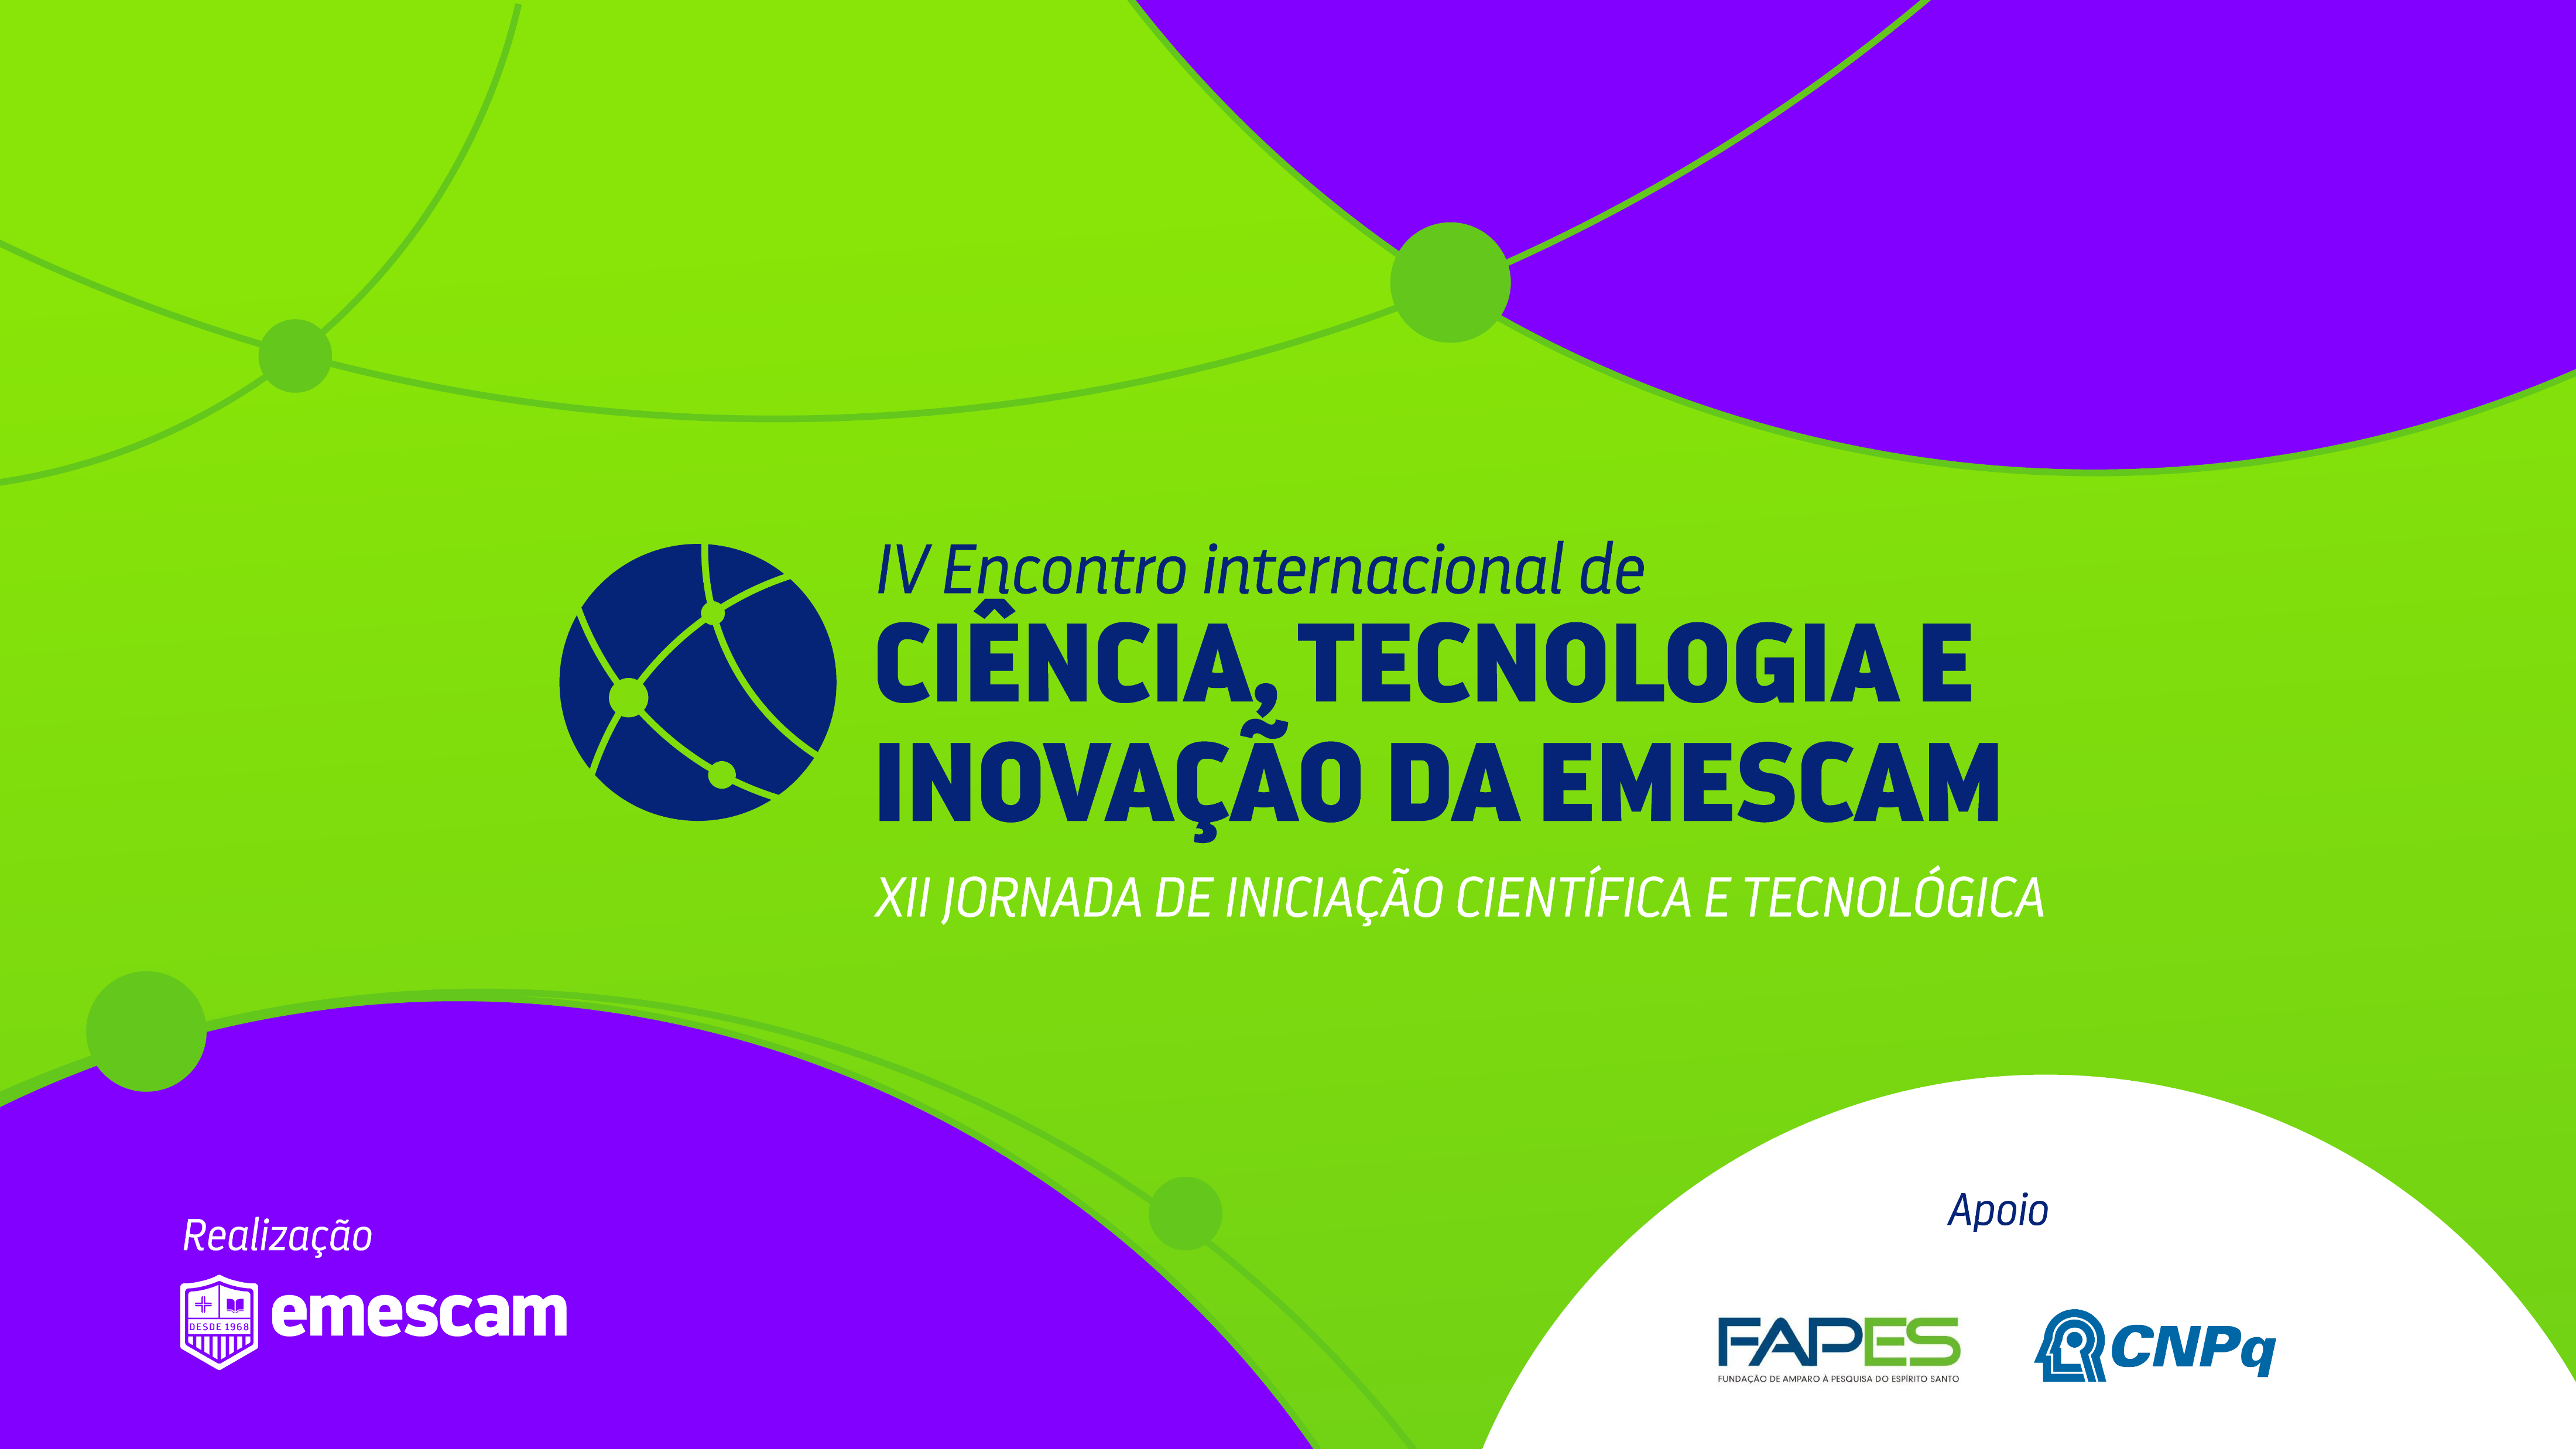 IV Encontro internacional de
CIÊNCIA, TECNOLOGIA E
INOVAÇÃO DA EMESCAM
XII JORNADA DE INICIAÇÃO CIENTÍFICA E TECNOLÓGICA
Realização
DESDE 1968
emescam
Apoio
FAPES
FUNDAÇÃO DE AMPARO À PESQUISA DO ESPÍRITO SANTO
CNPq